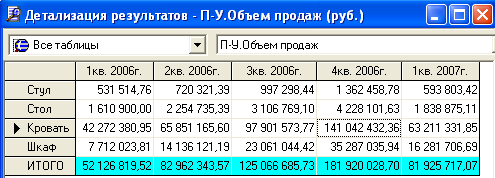 Детализация результатов - П-У.Объем продаж (руб.)
Все таблицы П-У.Объем продаж
1кв. 2006г. 2кв. 2006г. 3кв. 2006г. 4кв. 2006г. 1кв. 2007г.
Стул 531 514,76 720 321,39 997 298,44 1 362 458,78 593 803,42
Стол 1 610 900,00 2 254 735,39 3 106 769,10 4 228 101,63 1 838 875,11
Кровать 42 272 380,95 65 851 165,60 97 901 573,77 141 042 432,36 63 211 331,85
Шкаф 7 712 023,81 14 136 121,19 23 061 044,42 35 287 035,94 16 281 706,69
ИТОГО 52 126 819,52 82 962 343,57 125 066 685,73 181 920 028,70 81 925 717,07